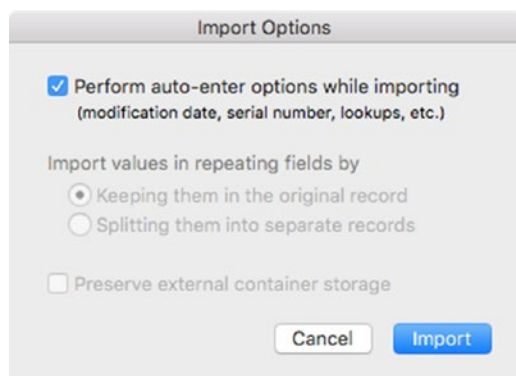 Import Options
Perform auto-enter options while importing
(modification date, serial number, lookups, etc.)
Import values in repeating fields by
Keeping them in the original record
Splitting them into separate records
Preserve external container storage
Cancel Import